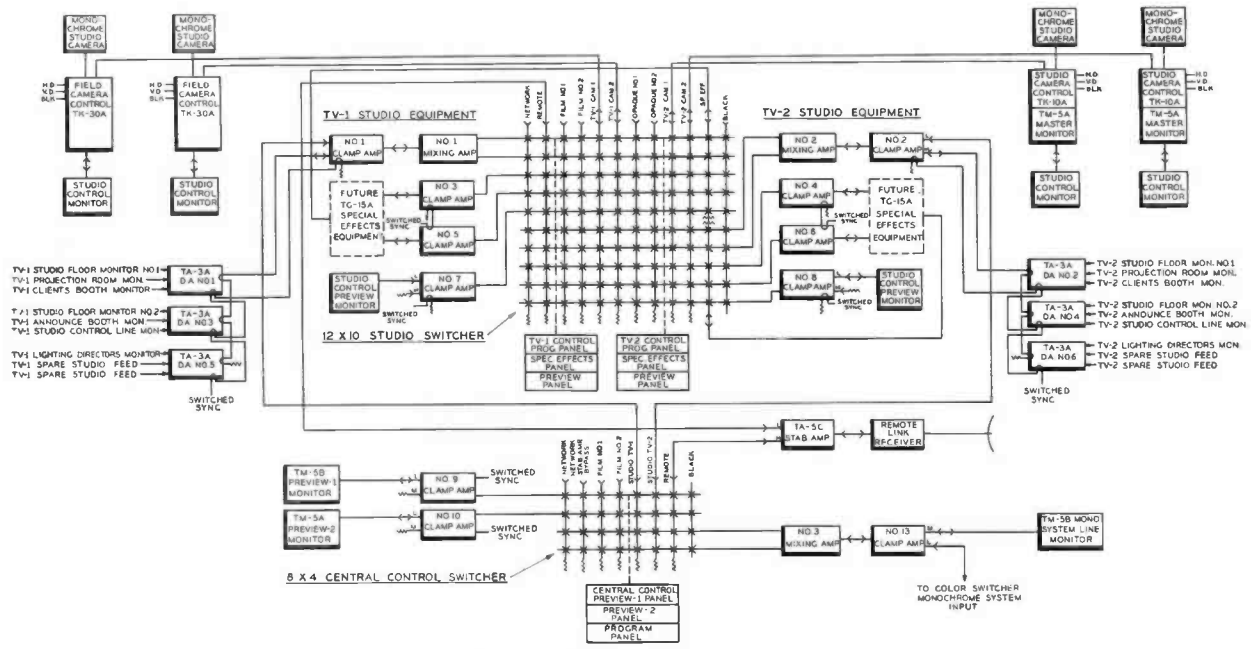 MONO-
CHROME
STUDIO
CAMERA
MONO-
CHROME
STUDIO
CAMERA
MONO-
CHROME
STUDIO
CAMERA
MONO-
CHROME
STUDIO
CAMERA
H.D
V.D
BLK
FIELD
CAMERA
CONTROL
TK-30A
H.D
V.D
BLK
FIELD
CAMERA
CONTROL
TK-30A
STUDIO
CAMERA
CONTROL
TK-10A
TM-5A
MASTER
MONITOR
H.D
V.D
BLK
STUDIO
CAMERA
CONTROL
TK-10A
TM-5A
MASTER
MONITOR
H.D
V.D
BLK
STUDIO
CONTROL
MONITOR
STUDIO
CONTROL
MONITOR
STUDIO
CONTROL
MONITOR
STUDIO
CONTROL
MONITOR
NETWORK
REMOTE
FILM NO.1
FILM NO.2
TV-1 CAM 1
TV-1 CAM 2
OPAQUE NO.1
OPAQUE NO.2
TV-2 CAM 1
TV-2 CAM 2
SP EFF
BLACK
TV-1 STUDIO EQUIPMENT
NO.1
CLAMP AMP
NO.1
MIXING AMP
FUTURE
TG-15A
SPECIAL
EFFECTS
EQUIPMENT
NO.3
CLAMP AMP
SWITCHED
SYNC
NO.5
CLAMP AMP
STUDIO
CONTROL
PREVIEW
MONITOR
NO.7
CLAMP AMP
SWITCHED
SYNC
12 X 10 STUDIO SWITCHER
TV-2 STUDIO EQUIPMENT
NO.2
MIXING AMP
NO.2
CLAMP AMP
NO.4
CLAMP AMP
SWITCHED
SYNC
FUTURE
TG-15A
SPECIAL
EFFECTS
EQUIPMENT
NO.6
CLAMP AMP
NO.8
CLAMP AMP
L
M
STUDIO
CONTROL
PREVIEW
MONITOR
SWITCHED
SYNC
TV-1 STUDIO FLOOR MONITOR NO.1
TV-1 PROJECTION ROOM MON.
TV-1 CLIENTS BOOTH MONITOR
TA-3A
DA NO.1
TV-1 STUDIO FLOOR MONITOR NO.2
TV-1 ANNOUNCE BOOTH MON
TV-1 STUDIO CONTROL LINE MON.
TA-3A
DA NO.3
TV-1 LIGHTING DIRECTORS MONITOR
TV-1 SPARE STUDIO FEED
TV-1 SPARE STUDIO FEED
TA-3A
DA NO.5
SWITCHED
SYNC
TA-3A
DA NO.2
TV-2 STUDIO FLOOR MON. NO.1
TV-2 PROJECTION ROOM MON.
TV-2 CLIENTS BOOTH MON.
TA-3A
DA NO.4
TV-2 STUDIO FLOOR MON NO.2
TV-2 ANNOUNCE BOOTH MON.
TV-2 STUDIO CONTROL LINE MON
TA-3A
DA NO.6
TV-2 LIGHTING DIRECTORS MON.
TV-2 SPARE STUDIO FEED
TV-2 SPARE STUDIO FEED
SWITCHED
SYNC
TV-1 CONTROL
PROG PANEL
SPEC EFFECTS
PANEL
PREVIEW
PANEL
TV-2 CONTROL
PROG PANEL
SPEC EFFECTS
PANEL
PREVIEW
PANEL
TA-5C
STAB AMP
REMOTE
LINK
RECEIVER
NETWORK
NETWORK
STAB AMP
BYPASS
FILM NO.1
FILM NO.2
STUDIO TV-1
STUDIO TV-2
REMOTE
BLACK
TM-5B
PREVIEW-1
MONITOR
L
M
NO.9
CLAMP AMP
SWITCHED
SYNC
TM-5A
PREVIEW-2
MONITOR
L
M
NO.10
CLAMP AMP
SWITCHED
SYNC
8 X 4 CENTRAL CONTROL SWITCHER
CENTRAL CONTROL
PREVIEW-1 PANEL
PREVIEW-2
PANEL
PROGRAM
PANEL
NO.3
MIXING AMP
NO.13
CLAMP AMP
M
L
TM-5B MONO
SYSTEM LINE
MONITOR
TO COLOR SWITCHER
MONOCHROME SYSTEM
INPUT